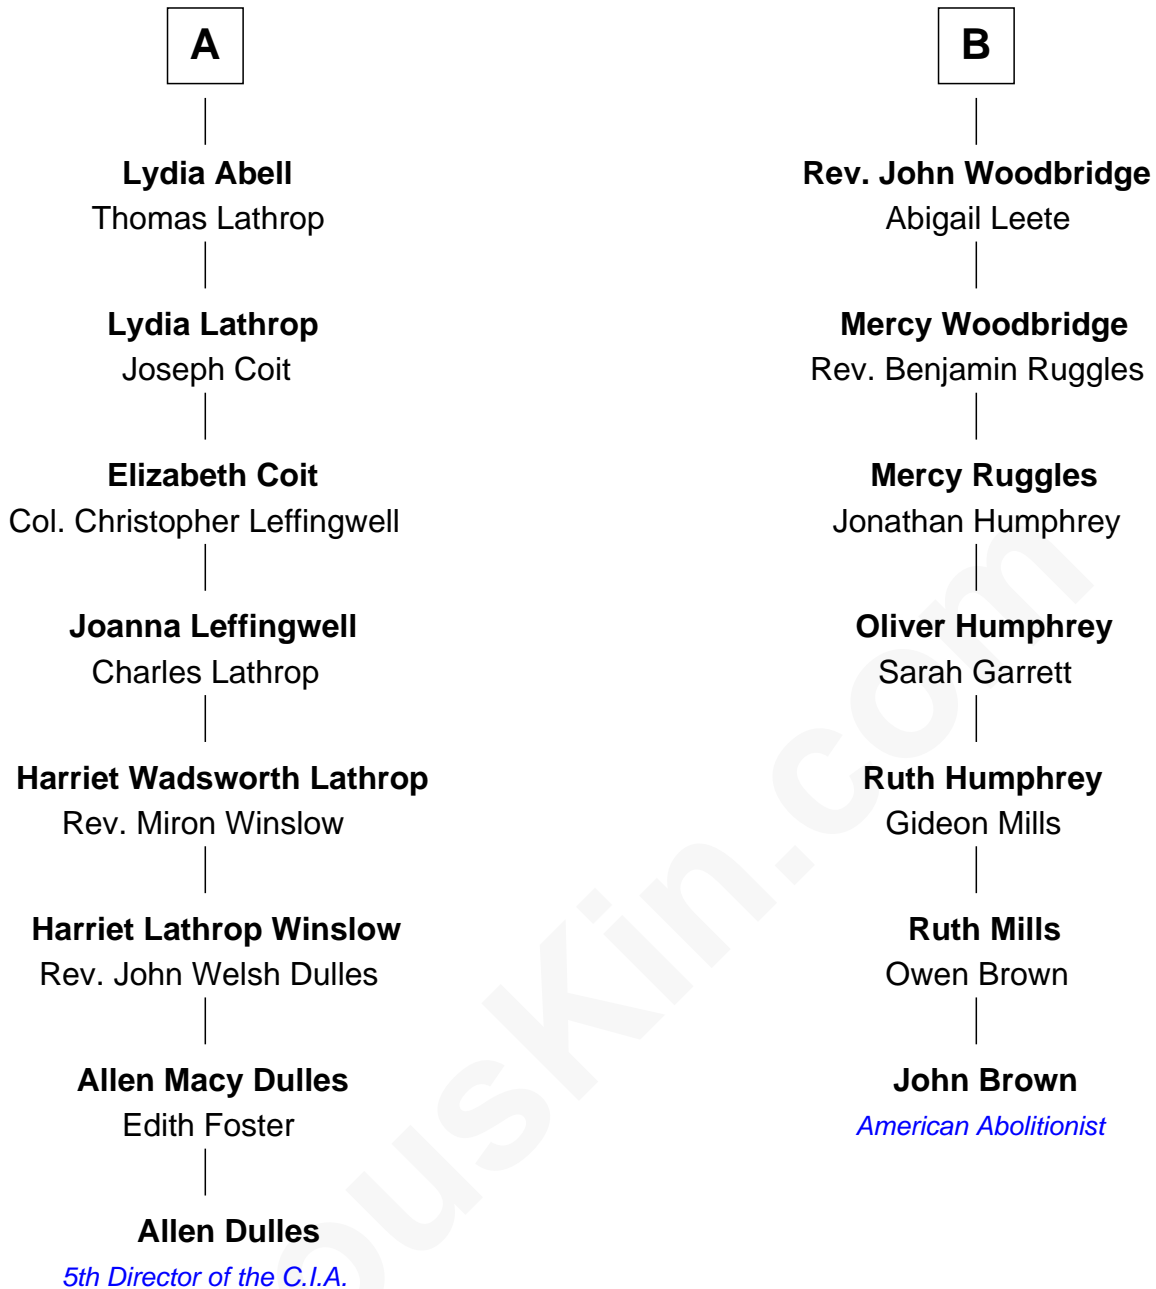 A
Lydia Abell
Thomas Lathrop
Lydia Lathrop
Joseph Coit
Elizabeth Coit
Col. Christopher Leffingwell
Joanna Leffingwell
Charles Lathrop
Harriet Wadsworth Lathrop
Rev. Miron Winslow
Harriet Lathrop Winslow
Rev. John Welsh Dulles
Allen Macy Dulles
Edith Foster
Allen Dulles
5th Director of the C.I.A.
B
Rev. John Woodbridge
Abigail Leete
Mercy Woodbridge
Rev. Benjamin Ruggles
Mercy Ruggles
Jonathan Humphrey
Oliver Humphrey
Sarah Garrett
Ruth Humphrey
Gideon Mills
Ruth Mills
Owen Brown
John Brown
American Abolitionist
ousKin.com